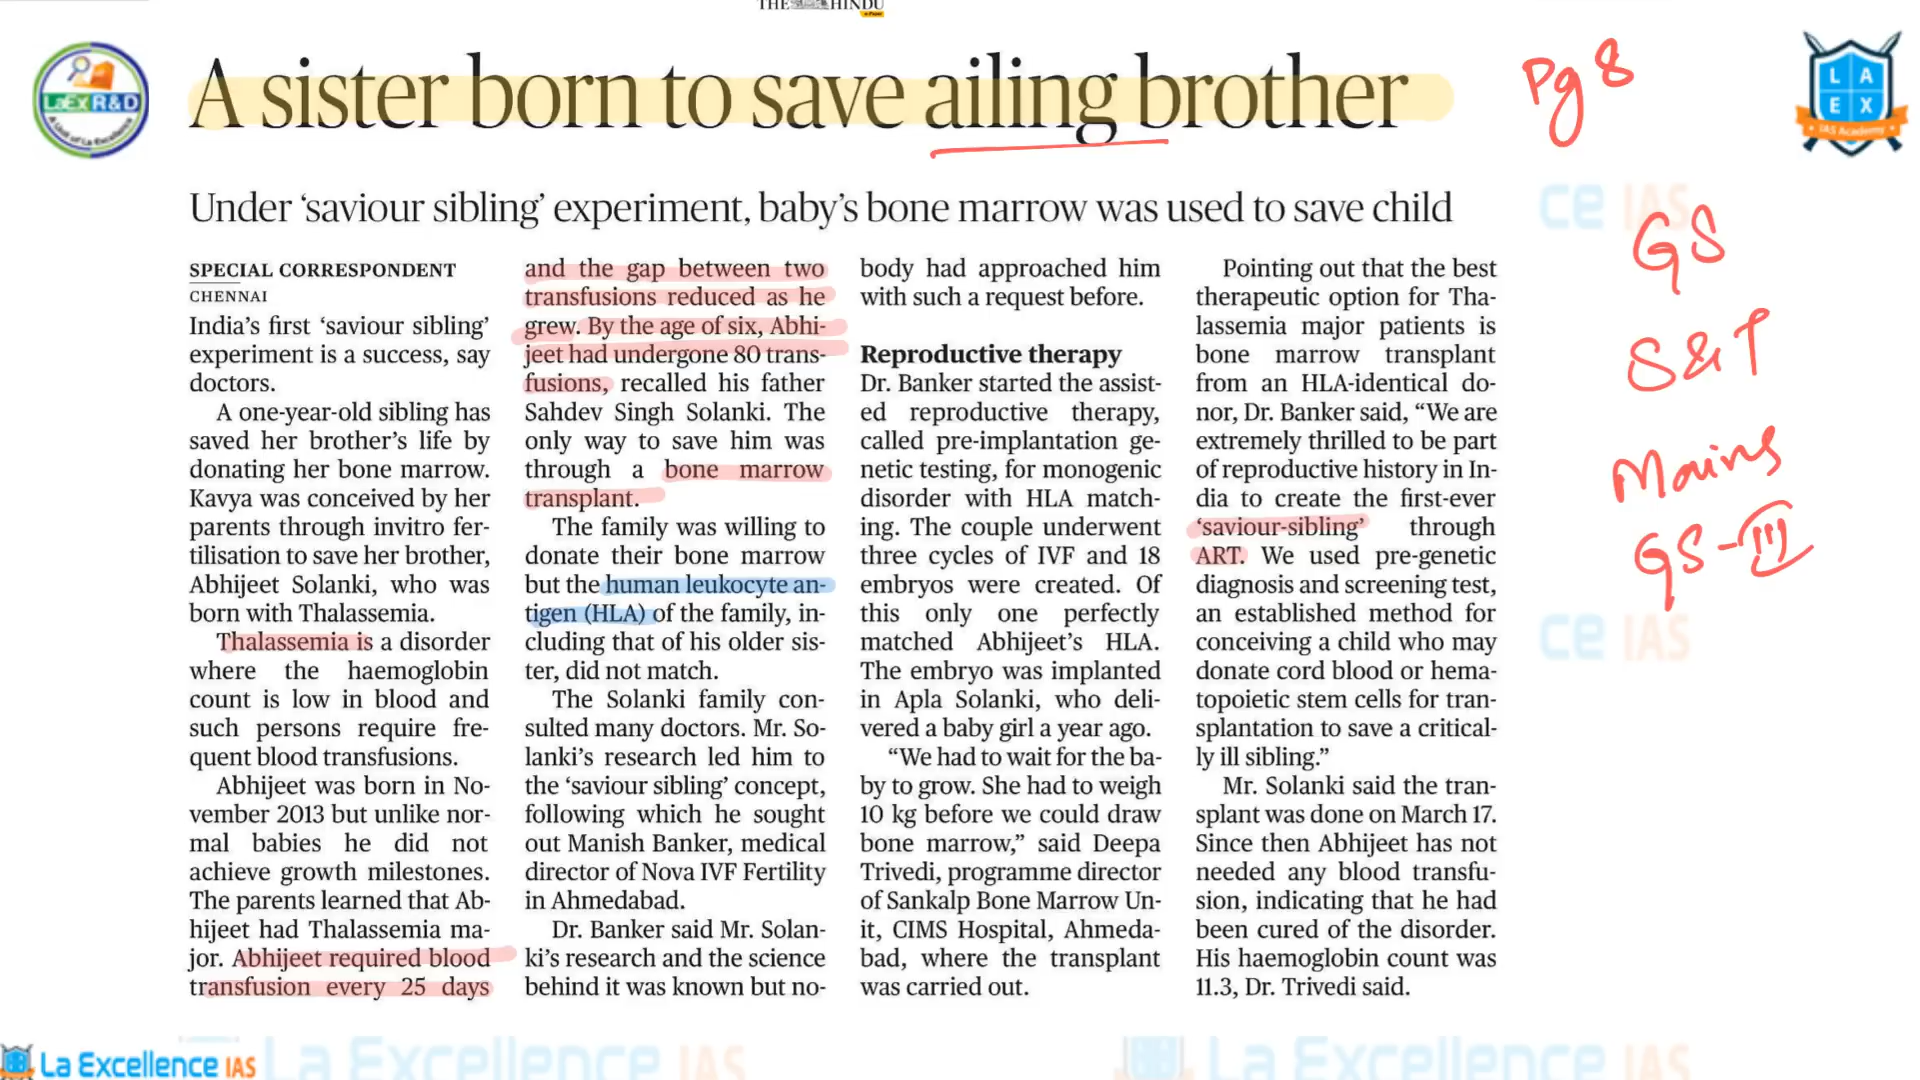 THE HINDU
A sister born to save ailing brother
Pg 8
LaEx R&D
A Unit of La Excellence
L A
E X
IAS Academy
Under ‘saviour sibling’ experiment, baby’s bone marrow was used to save child
ce IAS
GS
S&T
Mains
GS-III
SPECIAL CORRESPONDENT
CHENNAI
India’s first ‘saviour sibling’
experiment is a success, say
doctors.
A one-year-old sibling has
saved her brother’s life by
donating her bone marrow.
Kavya was conceived by her
parents through invitro fer-
tilisation to save her brother,
Abhijeet Solanki, who was
born with Thalassemia.
Thalassemia is a disorder
where the haemoglobin
count is low in blood and
such persons require fre-
quent blood transfusions.
Abhijeet was born in No-
vember 2013 but unlike nor-
mal babies he did not
achieve growth milestones.
The parents learned that Ab-
hijeet had Thalassemia ma-
jor. Abhijeet required blood
transfusion every 25 days
and the gap between two
transfusions reduced as he
grew. By the age of six, Abhi-
jeet had undergone 80 trans-
fusions, recalled his father
Sahdev Singh Solanki. The
only way to save him was
through a bone marrow
transplant.
The family was willing to
donate their bone marrow
but the human leukocyte an-
tigen (HLA) of the family, in-
cluding that of his older sis-
ter, did not match.
The Solanki family con-
sulted many doctors. Mr. So-
lanki’s research led him to
the ‘saviour sibling’ concept,
following which he sought
out Manish Banker, medical
director of Nova IVF Fertility
in Ahmedabad.
Dr. Banker said Mr. Solan-
ki’s research and the science
behind it was known but no-
body had approached him
with such a request before.
Reproductive therapy
Dr. Banker started the assist-
ed reproductive therapy,
called pre-implantation ge-
netic testing, for monogenic
disorder with HLA match-
ing. The couple underwent
three cycles of IVF and 18
embryos were created. Of
this only one perfectly
matched Abhijeet’s HLA.
The embryo was implanted
in Apla Solanki, who deli-
vered a baby girl a year ago.
“We had to wait for the ba-
by to grow. She had to weigh
10 kg before we could draw
bone marrow,” said Deepa
Trivedi, programme director
of Sankalp Bone Marrow Un-
it, CIMS Hospital, Ahmeda-
bad, where the transplant
was carried out.
Pointing out that the best
therapeutic option for Tha-
lassemia major patients is
bone marrow transplant
from an HLA-identical do-
nor, Dr. Banker said, “We are
extremely thrilled to be part
of reproductive history in In-
dia to create the first-ever
‘saviour-sibling’ through
ART. We used pre-genetic
diagnosis and screening test,
an established method for
conceiving a child who may
donate cord blood or hema-
topoietic stem cells for tran-
splantation to save a critical-
ly ill sibling.”
Mr. Solanki said the tran-
splant was done on March 17.
Since then Abhijeet has not
needed any blood transfu-
sion, indicating that he had
been cured of the disorder.
His haemoglobin count was
11.3, Dr. Trivedi said.
ce IAS
La Excellence IAS
La Excellence IAS
La Excellence IAS